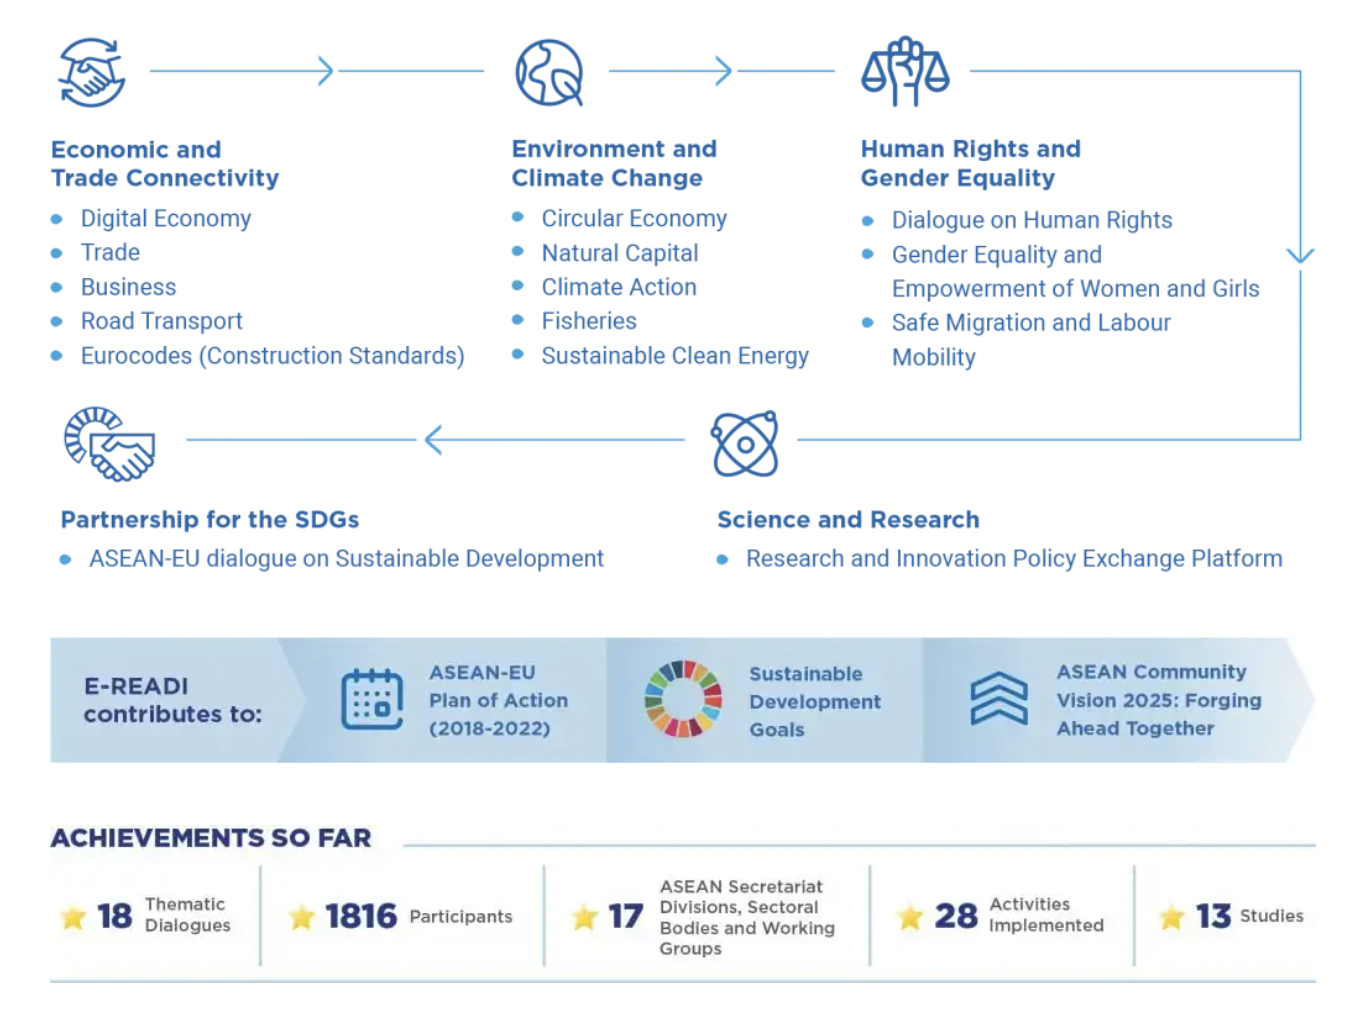 Economic and
Trade Connectivity
Digital Economy
Trade
Business
Road Transport
Eurocodes (Construction Standards)
Environment and
Climate Change
Circular Economy
Natural Capital
Climate Action
Fisheries
Sustainable Clean Energy
Human Rights and
Gender Equality
Dialogue on Human Rights
Gender Equality and
Empowerment of Women and Girls
Safe Migration and Labour
Mobility
Partnership for the SDGs
ASEAN-EU dialogue on Sustainable Development
Science and Research
Research and Innovation Policy Exchange Platform
E-READI
contributes to:
ASEAN-EU
Plan of Action
(2018-2022)
Sustainable
Development
Goals
ASEAN Community
Vision 2025: Forging
Ahead Together
ACHIEVEMENTS SO FAR
18
Thematic
Dialogues
1816 Participants
17
ASEAN Secretariat
Divisions, Sectoral
Bodies and Working
Groups
28
Activities
Implemented
13 Studies